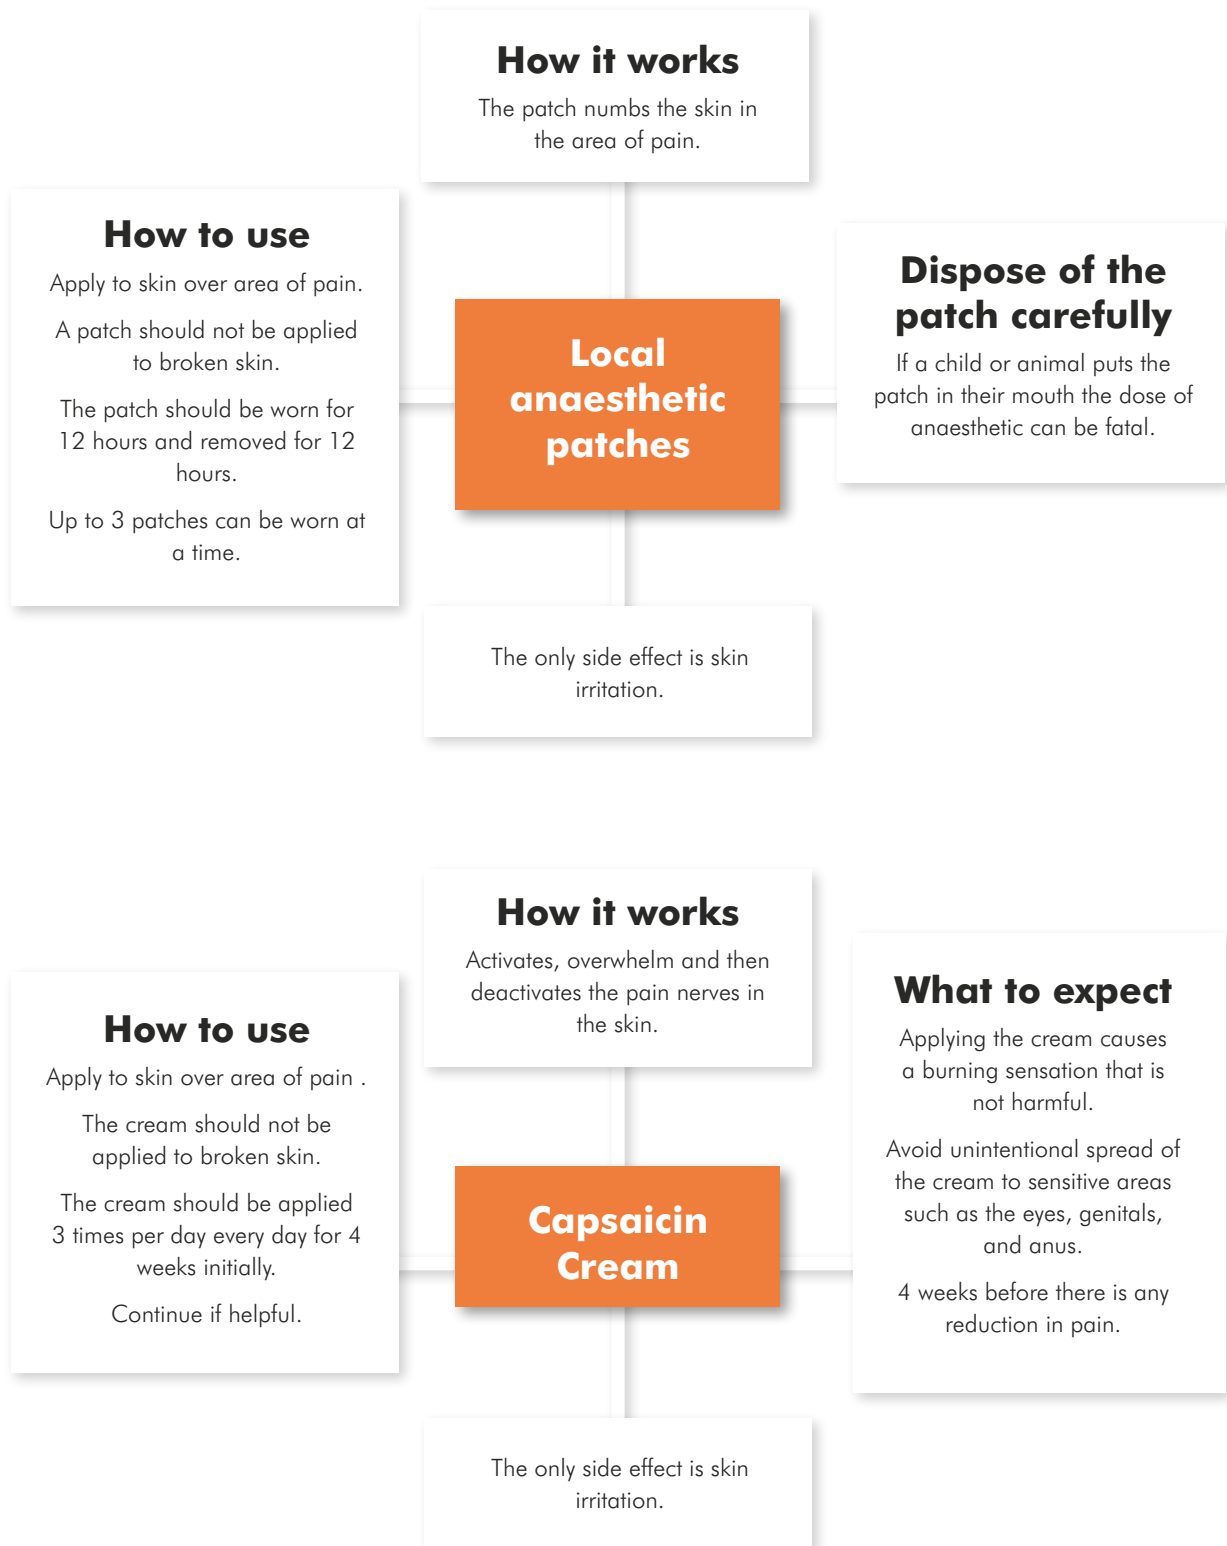 How it works
The patch numbs the skin in
the area of pain.
How to use
Apply to skin over area of pain.
A patch should not be applied
to broken skin.
The patch should be worn for
12 hours and removed for 12
hours.
Up to 3 patches can be worn at
a time.
Local
anaesthetic
patches
Dispose of the
patch carefully
If a child or animal puts the
patch in their mouth the dose of
anaesthetic can be fatal.
The only side effect is skin
irritation.
How it works
Activates, overwhelm and then
deactivates the pain nerves in
the skin.
How to use
Apply to skin over area of pain .
The cream should not be
applied to broken skin.
The cream should be applied
3 times per day every day for 4
weeks initially.
Continue if helpful.
Capsaicin
Cream
What to expect
Applying the cream causes
a burning sensation that is
not harmful.
Avoid unintentional spread of
the cream to sensitive areas
such as the eyes, genitals,
and anus.
4 weeks before there is any
reduction in pain.
The only side effect is skin
irritation.